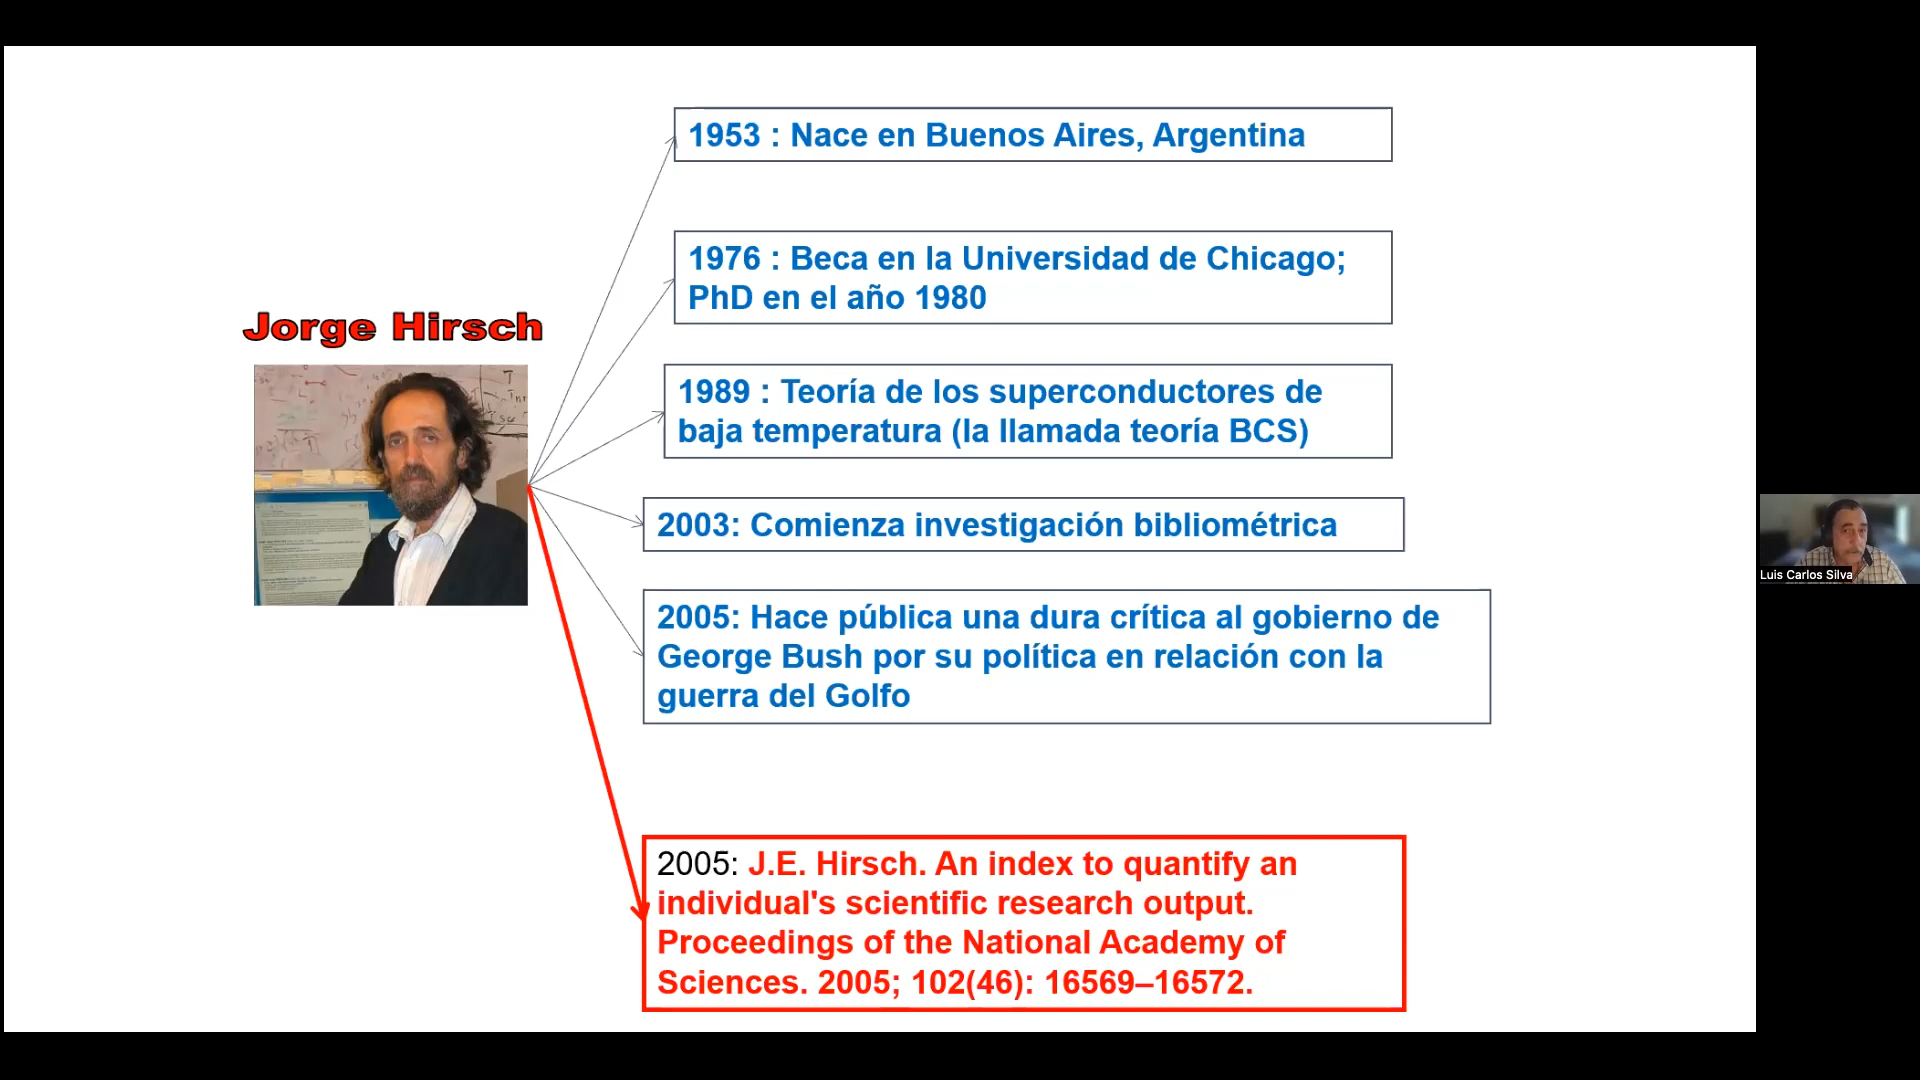 Jorge Hirsch
1953 : Nace en Buenos Aires, Argentina
1976 : Beca en la Universidad de Chicago;
PhD en el año 1980
1989 : Teoría de los superconductores de
baja temperatura (la llamada teoría BCS)
2003: Comienza investigación bibliométrica
2005: Hace pública una dura crítica al gobierno de
George Bush por su política en relación con la
guerra del Golfo
2005: J.E. Hirsch. An index to quantify an
individual's scientific research output.
Proceedings of the National Academy of
Sciences. 2005; 102(46): 16569–16572.
Luis Carlos Silva